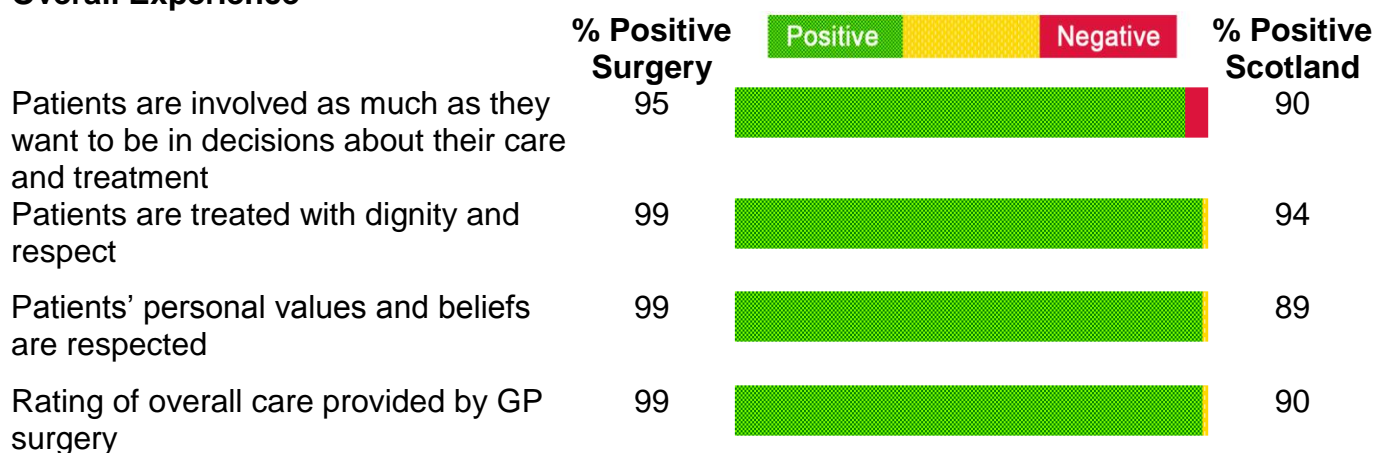 Overall Experience
% Positive Surgery
Positive Negative
% Positive Scotland
Patients are involved as much as they want to be in decisions about their care and treatment
95
90
Patients are treated with dignity and respect
99
94
Patients’ personal values and beliefs are respected
99
89
Rating of overall care provided by GP surgery
99
90